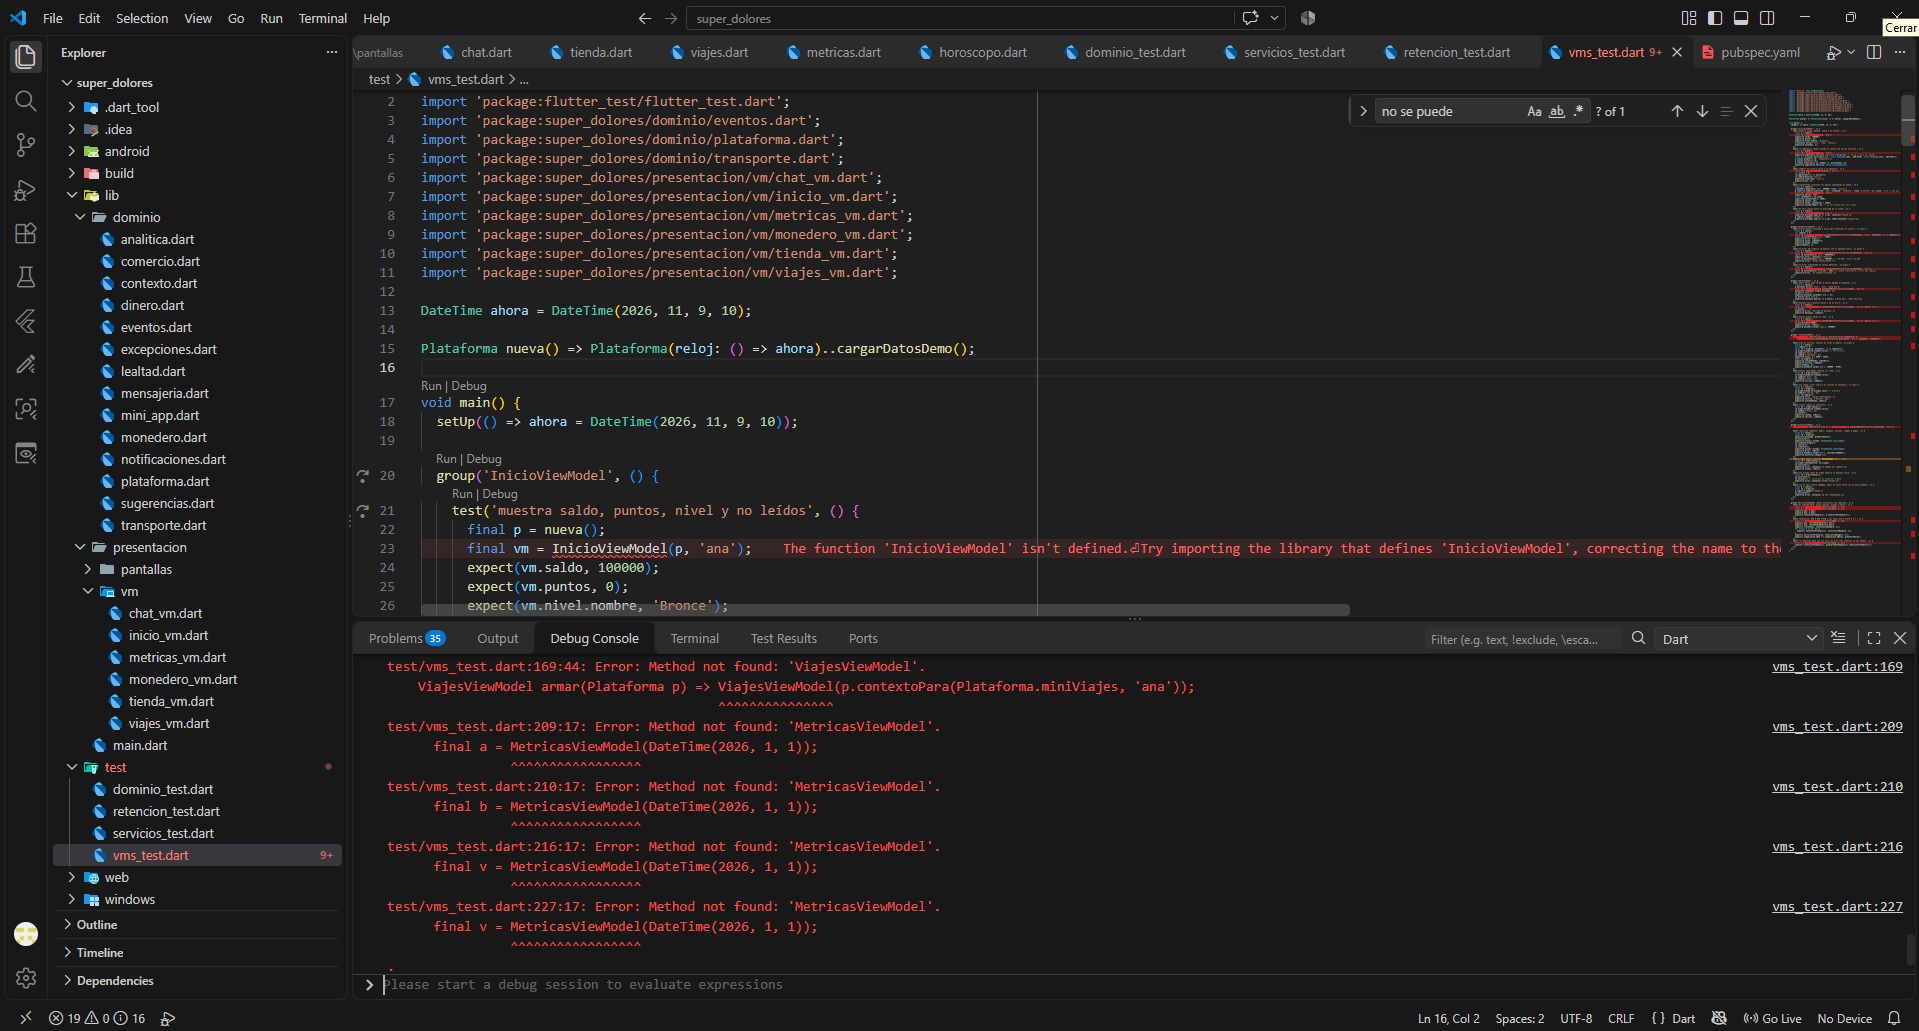 File Edit Selection View Go Run Terminal Help
super_dolores
Cerrar
Explorer
super_dolores
.dart_tool
.idea
android
build
lib
dominio
analitica.dart
comercio.dart
contexto.dart
dinero.dart
eventos.dart
excepciones.dart
lealtad.dart
mensajeria.dart
mini_app.dart
monedero.dart
notificaciones.dart
plataforma.dart
sugerencias.dart
transporte.dart
presentacion
pantallas
vm
chat_vm.dart
inicio_vm.dart
metricas_vm.dart
monedero_vm.dart
tienda_vm.dart
viajes_vm.dart
main.dart
test
dominio_test.dart
retencion_test.dart
servicios_test.dart
vms_test.dart 9+
web
windows
Outline
Timeline
Dependencies
\pantallas chat.dart tienda.dart viajes.dart metricas.dart horoscopo.dart dominio_test.dart servicios_test.dart retencion_test.dart vms_test.dart 9+ pubspec.yaml
test > vms_test.dart > ...
no se puede Aa ab .* ? of 1
2 import 'package:flutter_test/flutter_test.dart';
3 import 'package:super_dolores/dominio/eventos.dart';
4 import 'package:super_dolores/dominio/plataforma.dart';
5 import 'package:super_dolores/dominio/transporte.dart';
6 import 'package:super_dolores/presentacion/vm/chat_vm.dart';
7 import 'package:super_dolores/presentacion/vm/inicio_vm.dart';
8 import 'package:super_dolores/presentacion/vm/metricas_vm.dart';
9 import 'package:super_dolores/presentacion/vm/monedero_vm.dart';
10 import 'package:super_dolores/presentacion/vm/tienda_vm.dart';
11 import 'package:super_dolores/presentacion/vm/viajes_vm.dart';
12
13 DateTime ahora = DateTime(2026, 11, 9, 10);
14
15 Plataforma nueva() => Plataforma(reloj: () => ahora)..cargarDatosDemo();
16
Run | Debug
17 void main() {
18 setUp(() => ahora = DateTime(2026, 11, 9, 10));
19
Run | Debug
20 group('InicioViewModel', () {
Run | Debug
21 test('muestra saldo, puntos, nivel y no leídos', () {
22 final p = nueva();
23 final vm = InicioViewModel(p, 'ana'); The function 'InicioViewModel' isn't defined.⏎Try importing the library that defines 'InicioViewModel', correcting the name to the
24 expect(vm.saldo, 100000);
25 expect(vm.puntos, 0);
26 expect(vm.nivel.nombre, 'Bronce');
Problems 35 Output Debug Console Terminal Test Results Ports Filter (e.g. text, !exclude, \esca... Dart
test/vms_test.dart:169:44: Error: Method not found: 'ViajesViewModel'. vms_test.dart:169
ViajesViewModel armar(Plataforma p) => ViajesViewModel(p.contextoPara(Plataforma.miniViajes, 'ana'));
^^^^^^^^^^^^^^^
test/vms_test.dart:209:17: Error: Method not found: 'MetricasViewModel'. vms_test.dart:209
final a = MetricasViewModel(DateTime(2026, 1, 1));
^^^^^^^^^^^^^^^^^
test/vms_test.dart:210:17: Error: Method not found: 'MetricasViewModel'. vms_test.dart:210
final b = MetricasViewModel(DateTime(2026, 1, 1));
^^^^^^^^^^^^^^^^^
test/vms_test.dart:216:17: Error: Method not found: 'MetricasViewModel'. vms_test.dart:216
final v = MetricasViewModel(DateTime(2026, 1, 1));
^^^^^^^^^^^^^^^^^
test/vms_test.dart:227:17: Error: Method not found: 'MetricasViewModel'. vms_test.dart:227
final v = MetricasViewModel(DateTime(2026, 1, 1));
^^^^^^^^^^^^^^^^^
.
Please start a debug session to evaluate expressions
19 0 16 Ln 16, Col 2 Spaces: 2 UTF-8 CRLF { } Dart Go Live No Device